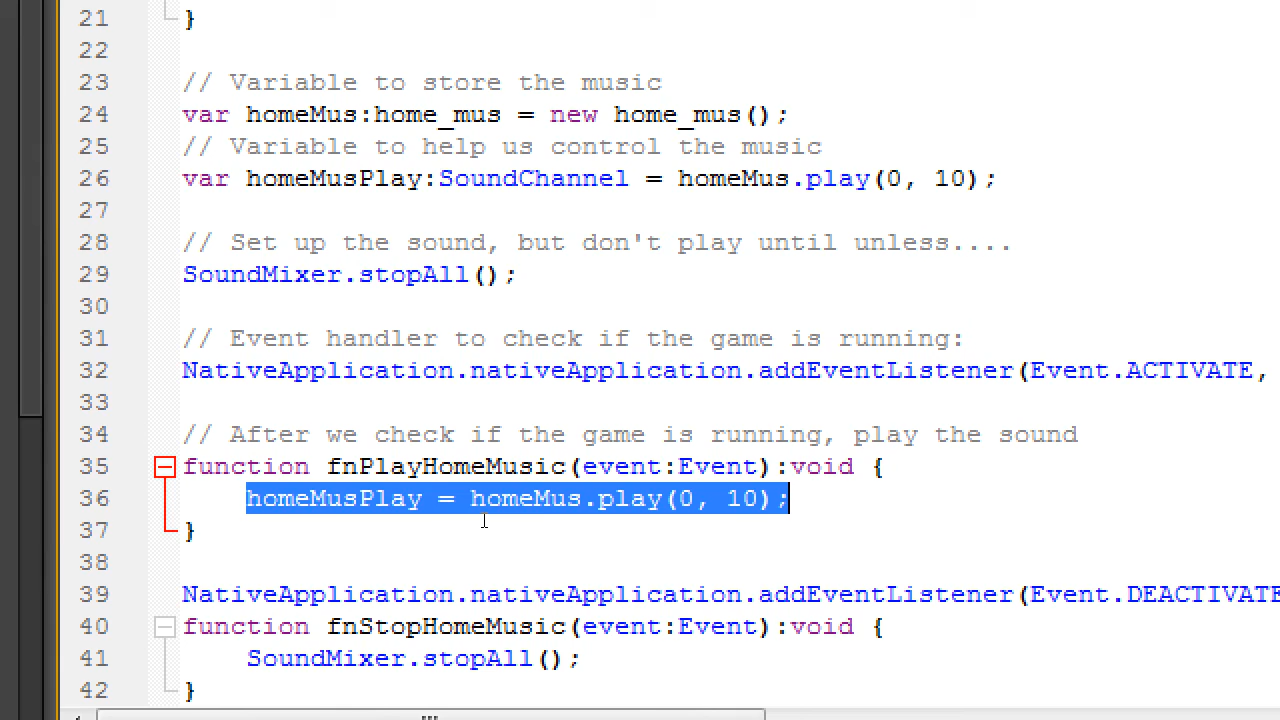 21 }
22
23 // Variable to store the music
24 var homeMus:home_mus = new home_mus();
25 // Variable to help us control the music
26 var homeMusPlay:SoundChannel = homeMus.play(0, 10);
27
28 // Set up the sound, but don't play until unless....
29 SoundMixer.stopAll();
30
31 // Event handler to check if the game is running:
32 NativeApplication.nativeApplication.addEventListener(Event.ACTIVATE,
33
34 // After we check if the game is running, play the sound
35 function fnPlayHomeMusic(event:Event):void {
36 homeMusPlay = homeMus.play(0, 10);
37 }
38
39 NativeApplication.nativeApplication.addEventListener(Event.DEACTIVATE
40 function fnStopHomeMusic(event:Event):void {
41 SoundMixer.stopAll();
42 }